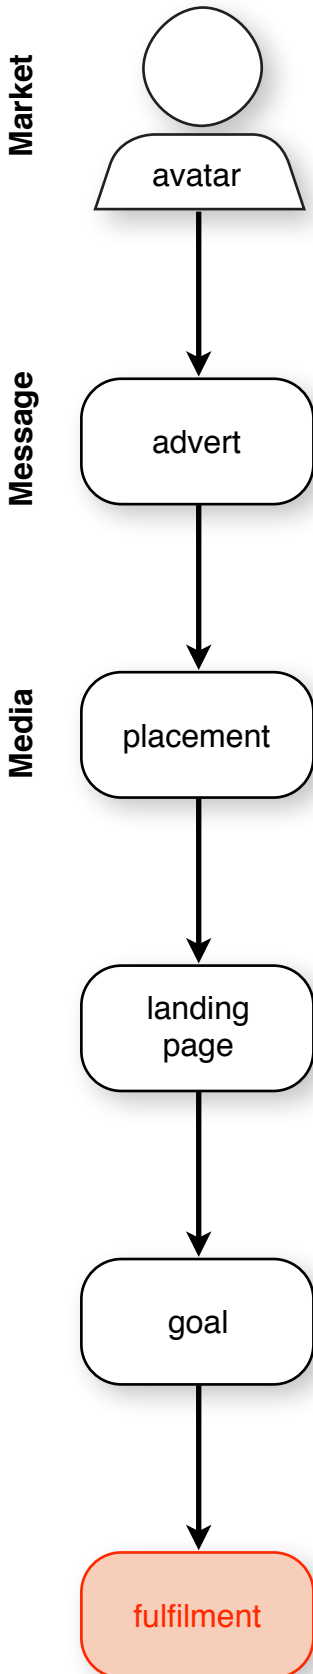 Market
avatar
Message
advert
Media
placement
landing
page
goal
fulfilment